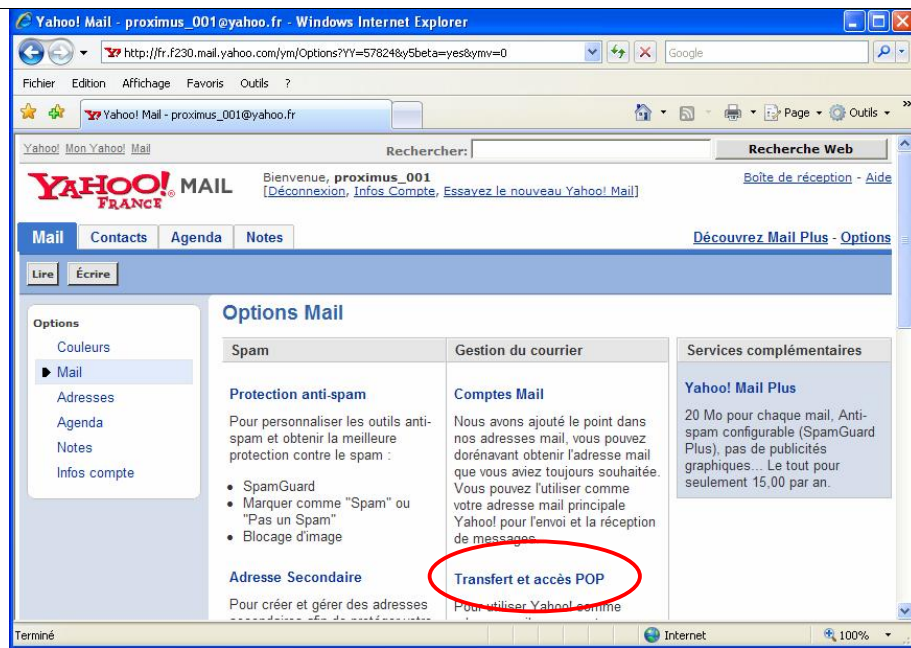 Yahoo! Mail - proximus_001@yahoo.fr - Windows Internet Explorer
http://fr.f230.mail.yahoo.com/ym/Options?YY=57824&y5beta=yes&ymv=0
Google
Fichier Edition Affichage Favoris Outils ?
Yahoo! Mail - proximus_001@yahoo.fr
Page Outils »
Yahoo! Mon Yahoo! Mail
Rechercher:
Recherche Web
YAHOO! MAIL
FRANCE
Bienvenue, proximus_001
[Déconnexion, Infos Compte, Essayez le nouveau Yahoo! Mail]
Boîte de réception - Aide
Mail Contacts Agenda Notes
Découvrez Mail Plus - Options
Lire Écrire
Options
Couleurs
Mail
Adresses
Agenda
Notes
Infos compte
Options Mail
Spam
Protection anti-spam
Pour personnaliser les outils anti-
spam et obtenir la meilleure
protection contre le spam :
• SpamGuard
• Marquer comme "Spam" ou
"Pas un Spam"
• Blocage d'image
Adresse Secondaire
Pour créer et gérer des adresses
Gestion du courrier
Comptes Mail
Nous avons ajouté le point dans
nos adresses mail, vous pouvez
dorénavant obtenir l'adresse mail
que vous aviez toujours souhaitée.
Vous pouvez l'utiliser comme
votre adresse mail principale
Yahoo! pour l'envoi et la réception
de messages
Transfert et accès POP
Pour utiliser Yahoo! comme
Services complémentaires
Yahoo! Mail Plus
20 Mo pour chaque mail, Anti-
spam configurable (SpamGuard
Plus), pas de publicités
graphiques... Le tout pour
seulement 15,00 par an.
Terminé
Internet
100%